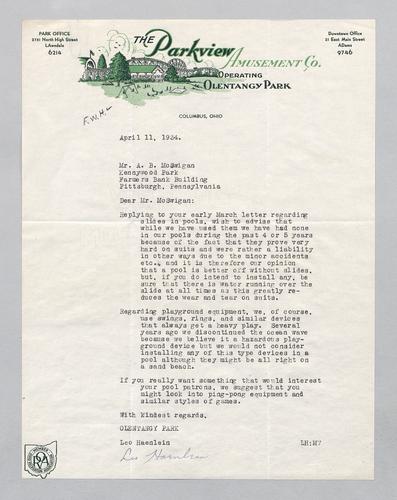 PARK OFFICE
2781 North High Street
LAwndale
6214
THE Parkview
AMUSEMENT CO.
OPERATING
OLENTANGY PARK
Downtown Office
21 East Main Street
ADams
9746
COLUMBUS, OHIO
F.W.H.
April 11, 1934.
Mr. A. B. McSwigan
Kennywood Park
Farmers Bank Building
Pittsburgh, Pennsylvania
Dear Mr. McSwigan:
Replying to your early March letter regarding
slides in pools, wish to advise that
while we have used them we have had none
in our pools during the past 4 or 5 years
because of the fact that they prove very
hard on suits and were rather a liability
in other ways due to the minor accidents
etc., and it is therefore our opinion
that a pool is better off without slides,
but, if you do intend to install any, be
sure that there is water running over the
slide at all times as this greatly re-
duces the wear and tear on suits.
Regarding playground equipment, we, of course,
use swings, rings, and similar devices
that always get a heavy play. Several
years ago we discontinued the ocean wave
because we believe it a hazardous play-
ground device but we would not consider
installing any of this type devices in a
pool although they might be all right on
a sand beach.
If you really want something that would interest
your pool patrons, we suggest that you
might look into ping-pong equipment and
similar styles of games.
With kindest regards,
OLENTANGY PARK
Leo Haenlein LH:M7
Leo Haenlein